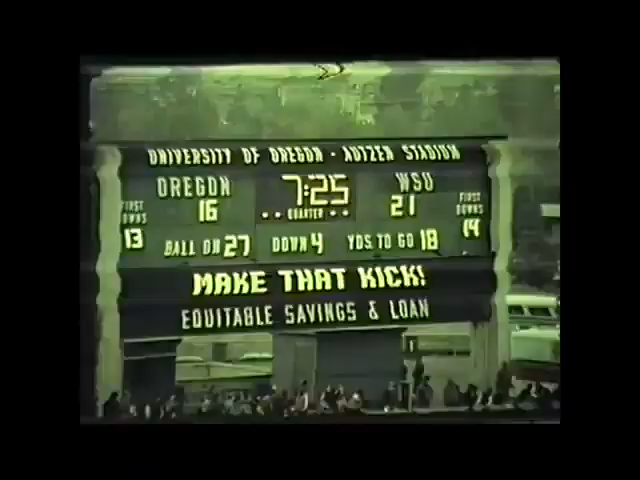 UNIVERSITY OF OREGON - AUTZEN STADIUM
OREGON 7:25 WSU
16 QUARTER 21
FIRST DOWNS 13 FIRST DOWNS 14
BALL ON 27 DOWN 4 YDS. TO GO 18
MAKE THAT KICK!
EQUITABLE SAVINGS & LOAN
1